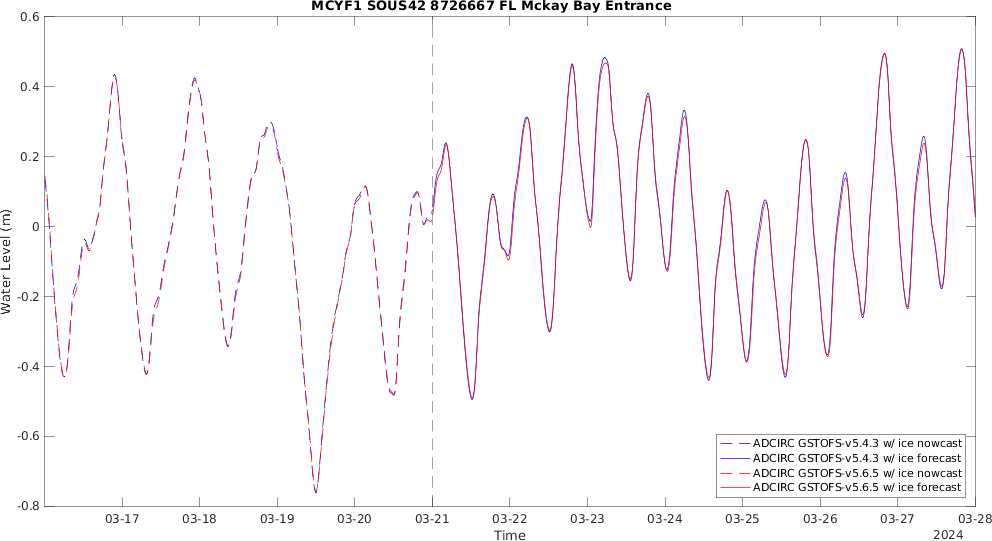 MCYF1 SOUS42 8726667 FL Mckay Bay Entrance
Water Level (m)
0.6
0.4
0.2
0
-0.2
-0.4
-0.6
-0.8
ADCIRC GSTOFS-v5.4.3 w/ ice nowcast
ADCIRC GSTOFS-v5.4.3 w/ ice forecast
ADCIRC GSTOFS-v5.6.5 w/ ice nowcast
ADCIRC GSTOFS-v5.6.5 w/ ice forecast
03-17 03-18 03-19 03-20 03-21 03-22 03-23 03-24 03-25 03-26 03-27 03-28
Time
2024